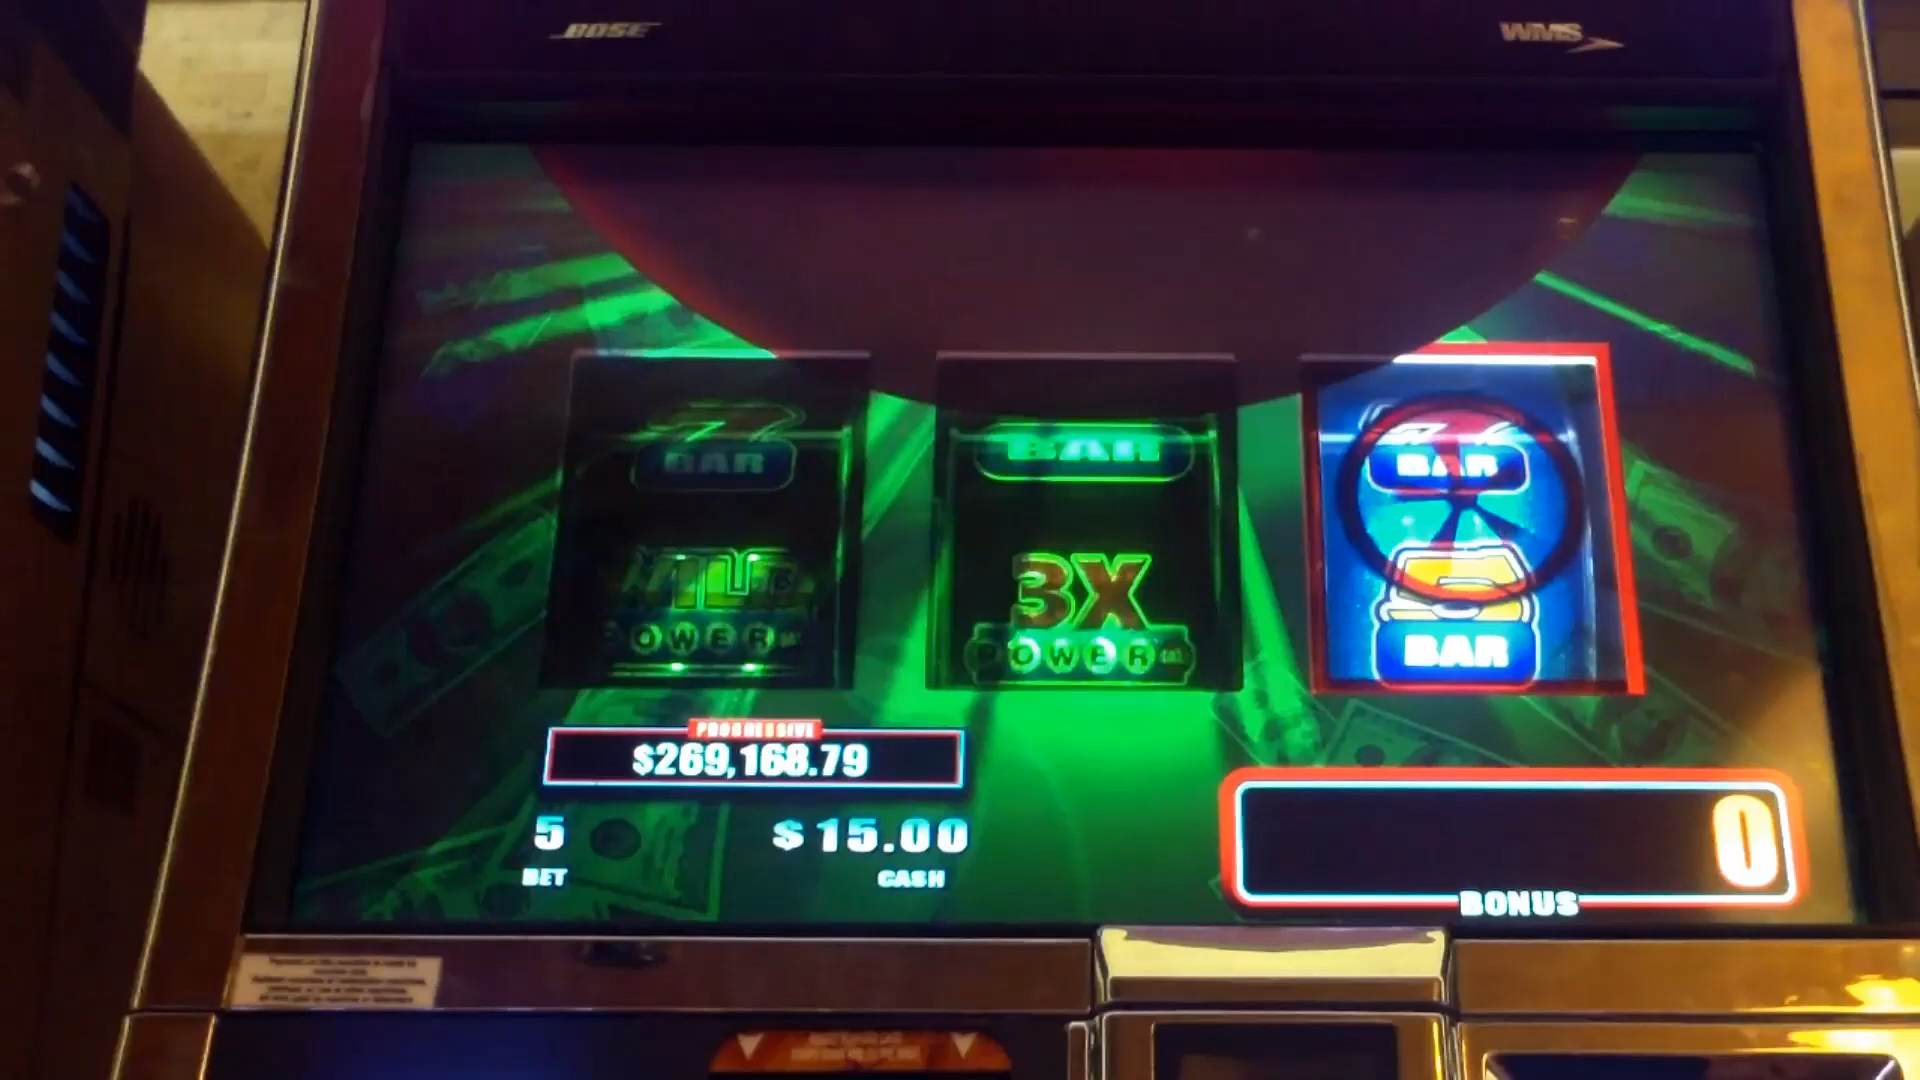 BOSE
WMS
BAR
BAR
BAR
WILD
POWER
3X
POWER
BAR
PROGRESSIVE
$269,168.79
5
BET
$15.00
CASH
0
BONUS